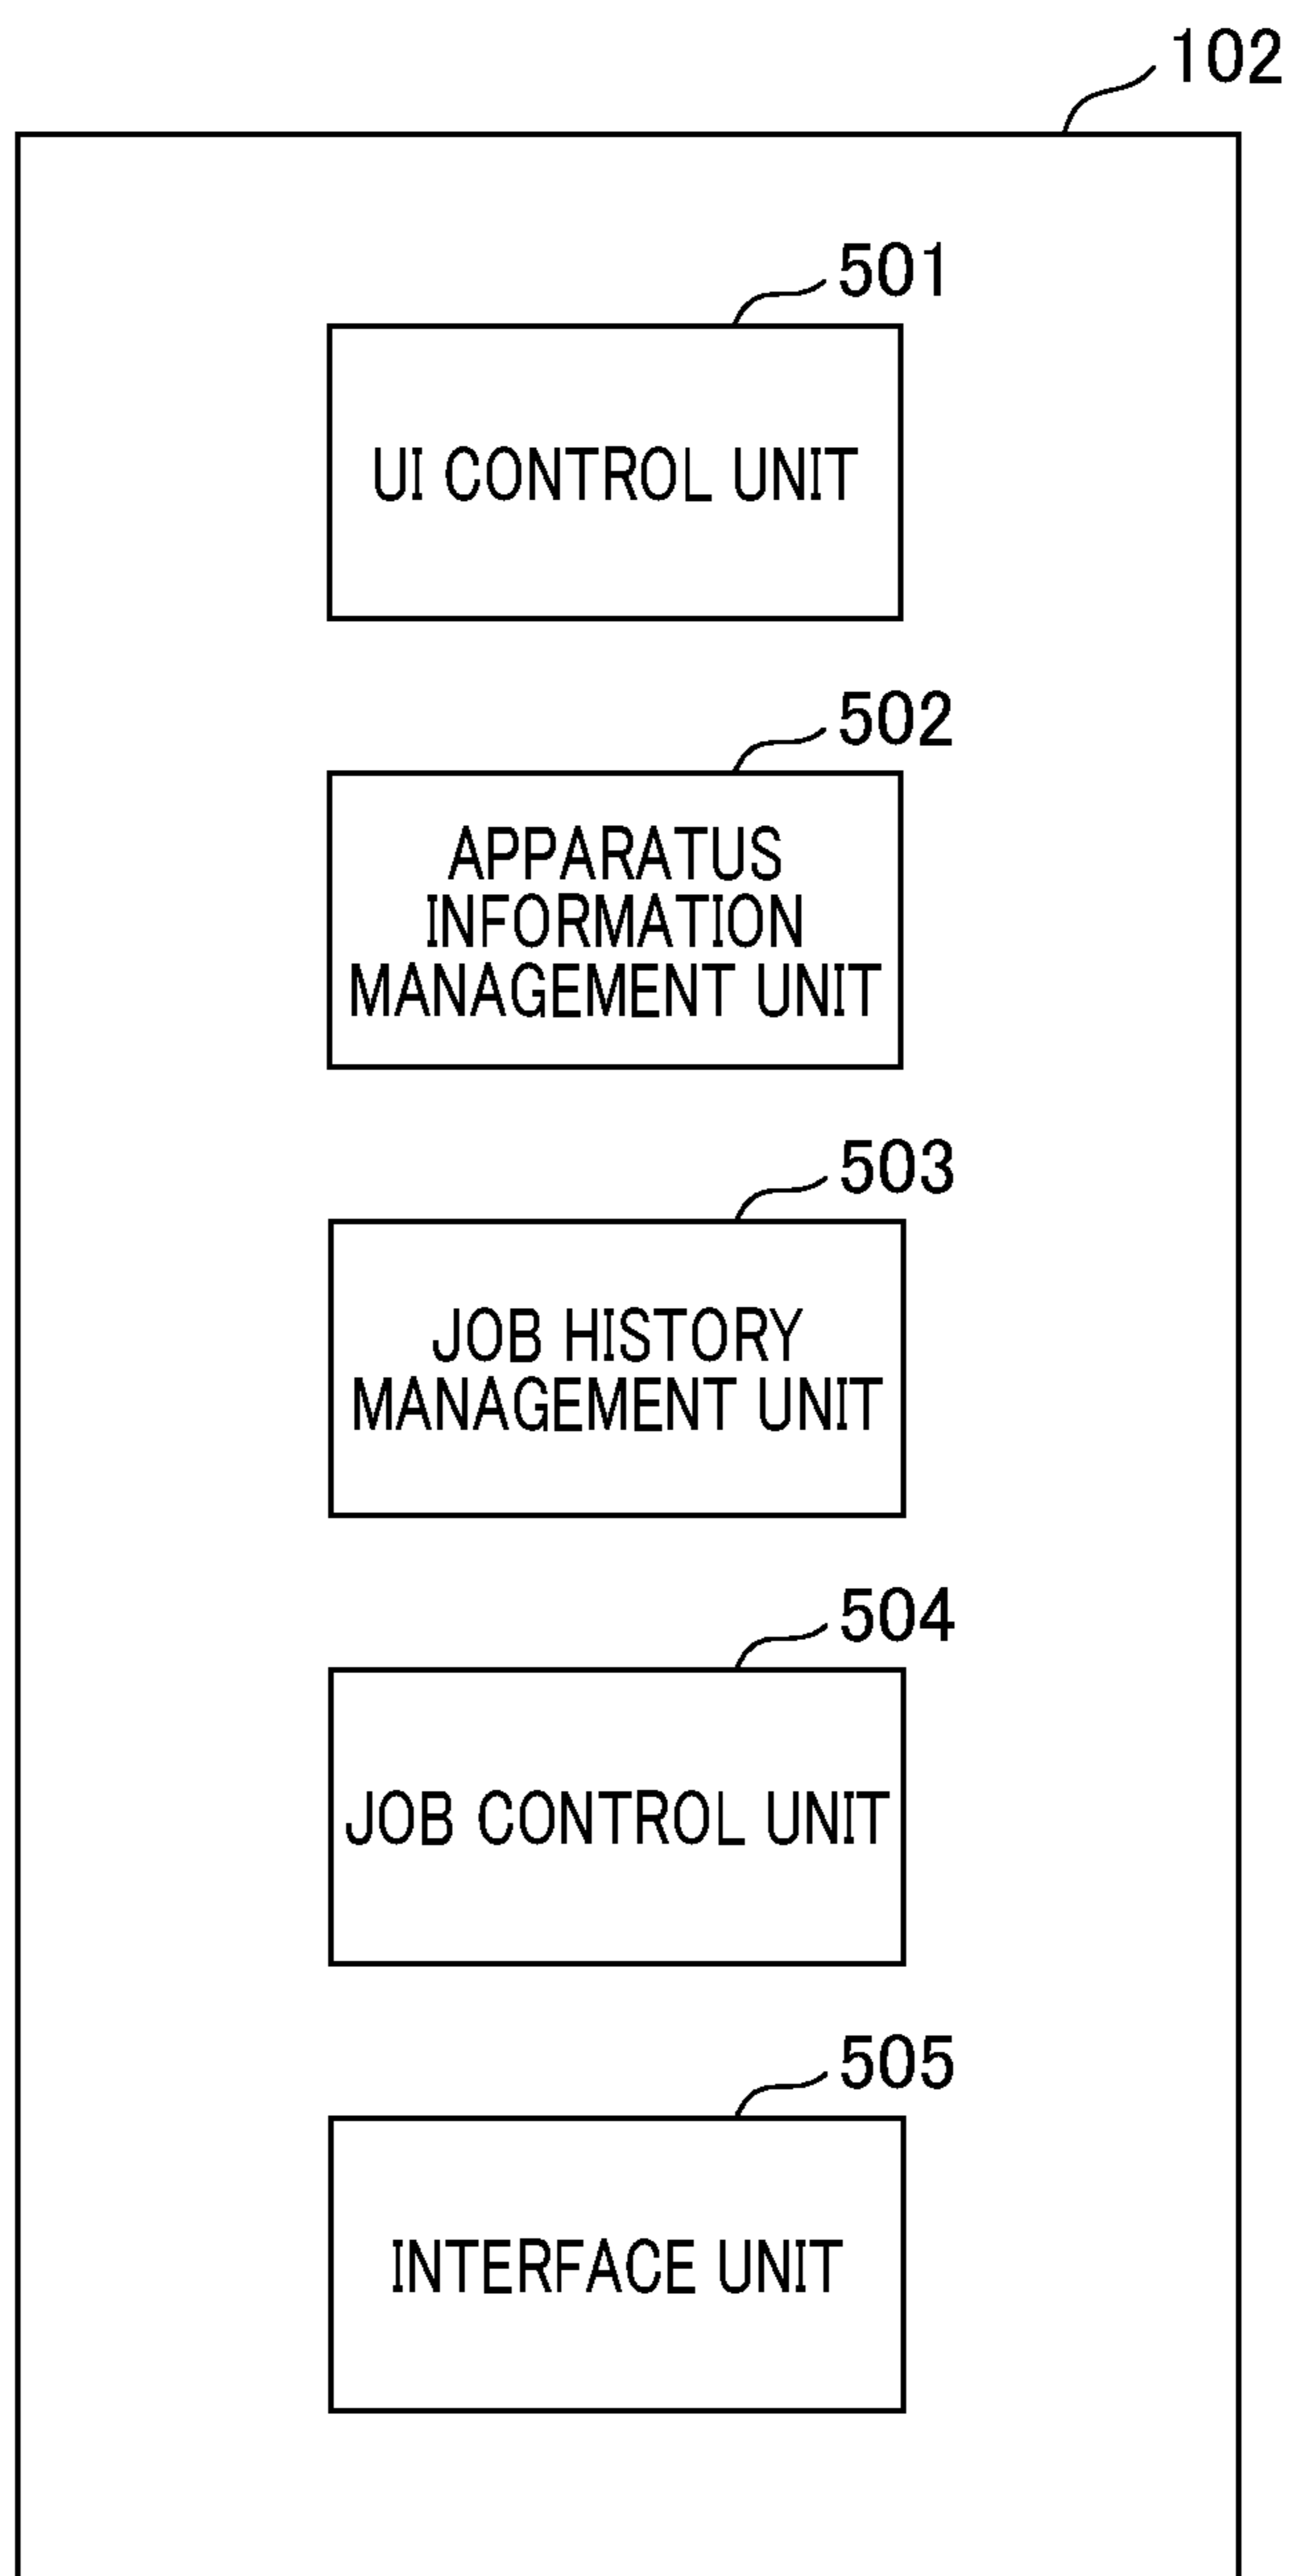 102
501
UI CONTROL UNIT
502
APPARATUS
INFORMATION
MANAGEMENT UNIT
503
JOB HISTORY
MANAGEMENT UNIT
504
JOB CONTROL UNIT
505
INTERFACE UNIT